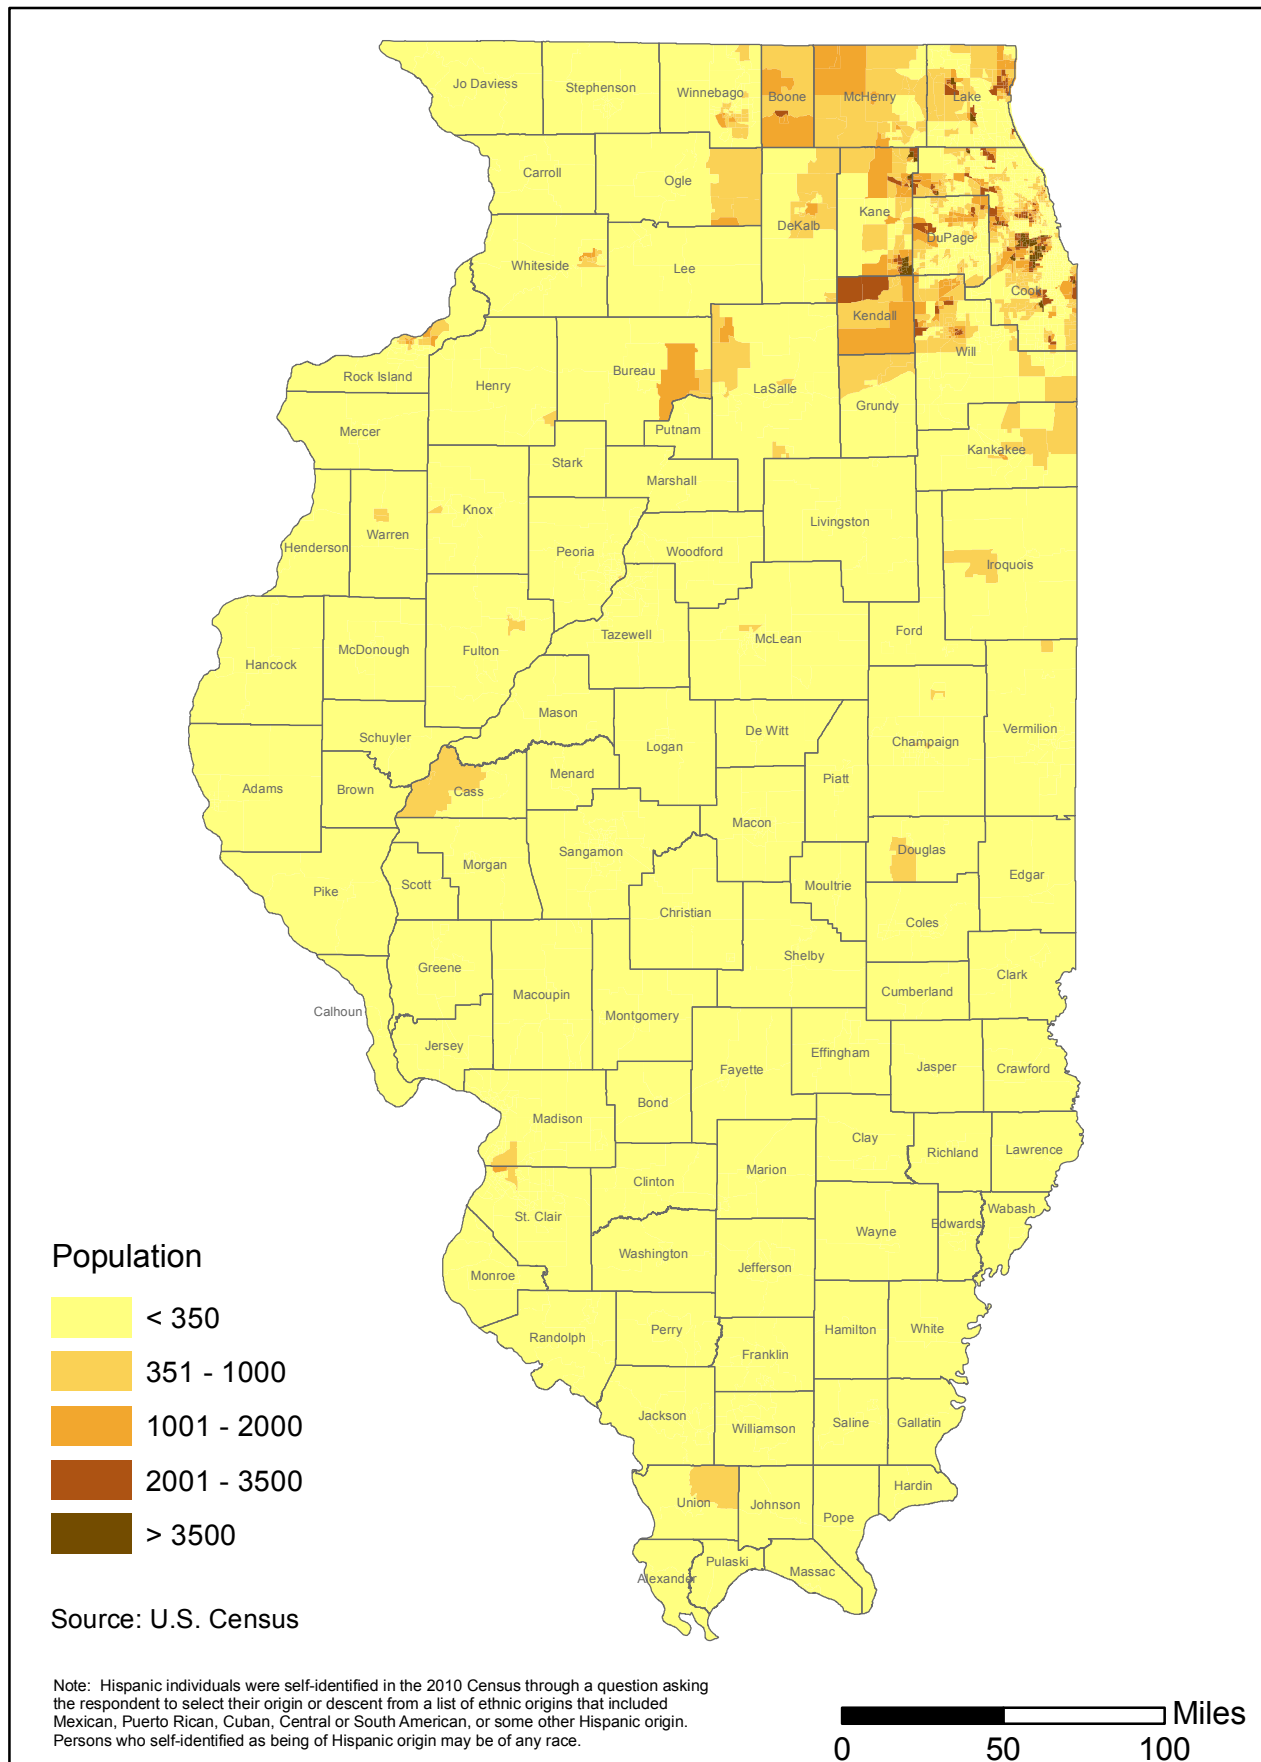 Jo Daviess
Stephenson
Winnebago
Boone
McHenry
Lake
Carroll
Ogle
DeKalb
Kane
DuPage
Cook
Whiteside
Lee
Kendall
Will
Rock Island
Henry
Bureau
LaSalle
Grundy
Mercer
Putnam
Kankakee
Stark
Marshall
Henderson
Warren
Knox
Peoria
Woodford
Livingston
Iroquois
Hancock
McDonough
Fulton
Tazewell
McLean
Ford
Schuyler
Mason
Logan
De Witt
Champaign
Vermilion
Adams
Brown
Cass
Menard
Piatt
Macon
Pike
Scott
Morgan
Sangamon
Christian
Moultrie
Douglas
Edgar
Coles
Shelby
Clark
Greene
Macoupin
Montgomery
Cumberland
Calhoun
Jersey
Fayette
Effingham
Jasper
Crawford
Madison
Bond
Clay
Richland
Lawrence
Marion
Clinton
St. Clair
Wayne
Edwards
Wabash
Washington
Jefferson
Monroe
Randolph
Perry
Franklin
Hamilton
White
Jackson
Williamson
Saline
Gallatin
Union
Johnson
Pope
Hardin
Alexander
Pulaski
Massac
Population
< 350
351 - 1000
1001 - 2000
2001 - 3500
> 3500
Source: U.S. Census
Note: Hispanic individuals were self-identified in the 2010 Census through a question asking
the respondent to select their origin or descent from a list of ethnic origins that included
Mexican, Puerto Rican, Cuban, Central or South American, or some other Hispanic origin.
Persons who self-identified as being of Hispanic origin may be of any race.
Miles
0 50 100